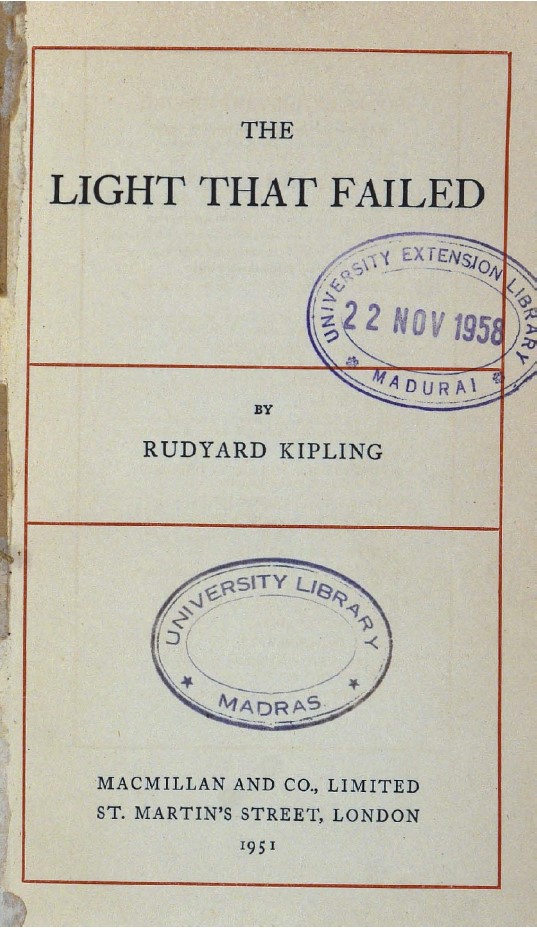 THE
LIGHT THAT FAILED
UNIVERSITY EXTENSION LIBRARY
22 NOV 1958
MADURAI
BY
RUDYARD KIPLING
UNIVERSITY LIBRARY
MADRAS
MACMILLAN AND CO., LIMITED
ST. MARTIN'S STREET, LONDON
1951